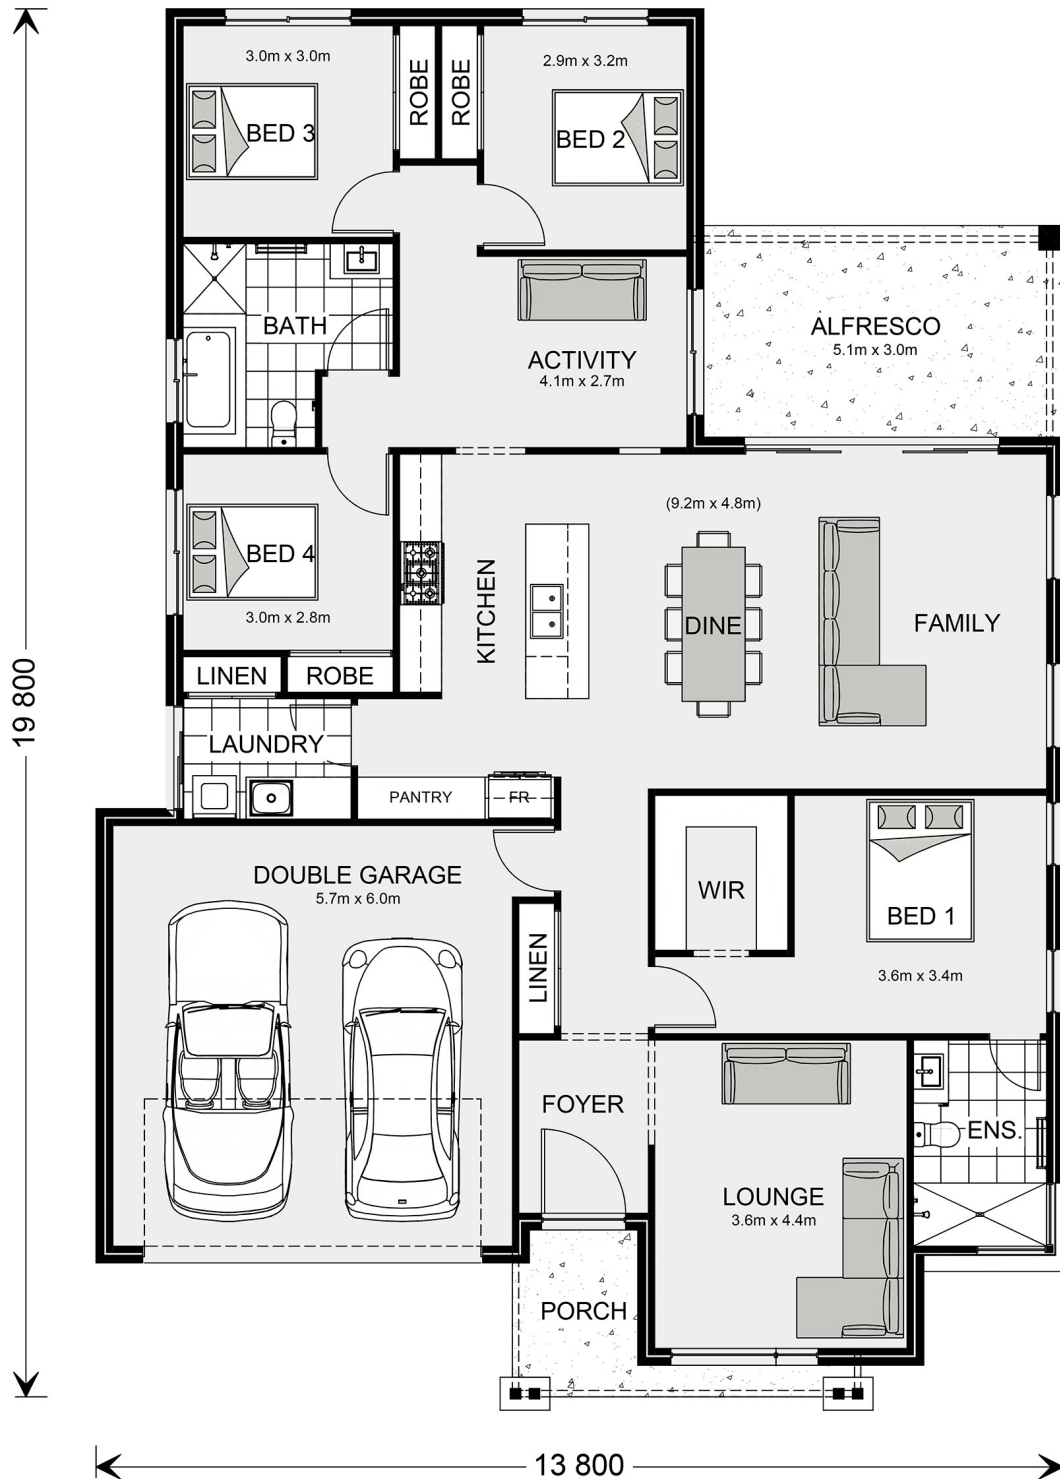 3.0m x 3.0m
BED 3
ROBE
ROBE
2.9m x 3.2m
BED 2
BATH
ACTIVITY
4.1m x 2.7m
ALFRESCO
5.1m x 3.0m
BED 4
3.0m x 2.8m
LINEN
ROBE
KITCHEN
(9.2m x 4.8m)
DINE
FAMILY
LAUNDRY
PANTRY
FR
19 800
DOUBLE GARAGE
5.7m x 6.0m
LINEN
WIR
BED 1
3.6m x 3.4m
FOYER
ENS.
LOUNGE
3.6m x 4.4m
PORCH
13 800